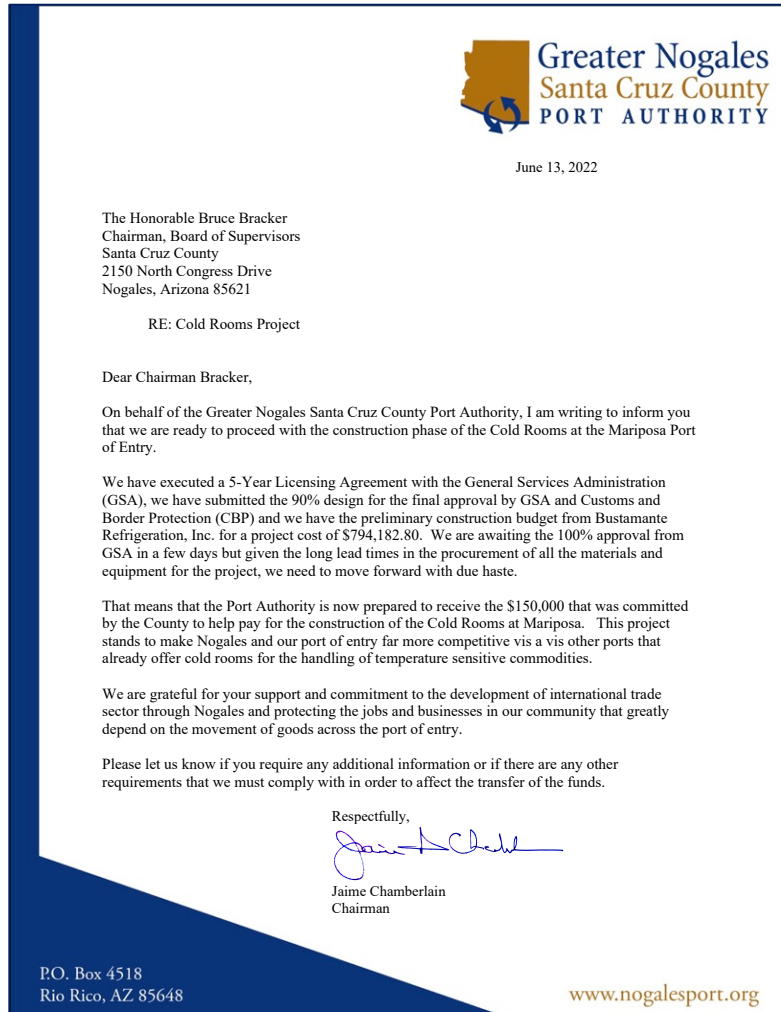 Greater Nogales
Santa Cruz County
PORT AUTHORITY
June 13, 2022
The Honorable Bruce Bracker
Chairman, Board of Supervisors
Santa Cruz County
2150 North Congress Drive
Nogales, Arizona 85621
RE: Cold Rooms Project
Dear Chairman Bracker,
On behalf of the Greater Nogales Santa Cruz County Port Authority, I am writing to inform you
that we are ready to proceed with the construction phase of the Cold Rooms at the Mariposa Port
of Entry.
We have executed a 5-Year Licensing Agreement with the General Services Administration
(GSA), we have submitted the 90% design for the final approval by GSA and Customs and
Border Protection (CBP) and we have the preliminary construction budget from Bustamante
Refrigeration, Inc. for a project cost of $794,182.80.  We are awaiting the 100% approval from
GSA in a few days but given the long lead times in the procurement of all the materials and
equipment for the project, we need to move forward with due haste.
That means that the Port Authority is now prepared to receive the $150,000 that was committed
by the County to help pay for the construction of the Cold Rooms at Mariposa.   This project
stands to make Nogales and our port of entry far more competitive vis a vis other ports that
already offer cold rooms for the handling of temperature sensitive commodities.
We are grateful for your support and commitment to the development of international trade
sector through Nogales and protecting the jobs and businesses in our community that greatly
depend on the movement of goods across the port of entry.
Please let us know if you require any additional information or if there are any other
requirements that we must comply with in order to affect the transfer of the funds.
Respectfully,
Jaime Chamberlain
Chairman
P.O. Box 4518
Rio Rico, AZ 85648
www.nogalesport.org